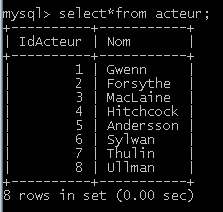 mysql> select*from acteur;
+----------+------------+
| IdActeur | Nom        |
+----------+------------+
|        1 | Gwenn      |
|        2 | Forsythe   |
|        3 | MacLaine   |
|        4 | Hitchcock  |
|        5 | Andersson  |
|        6 | Sylwan     |
|        7 | Thulin     |
|        8 | Ullman     |
+----------+------------+
8 rows in set (0.00 sec)